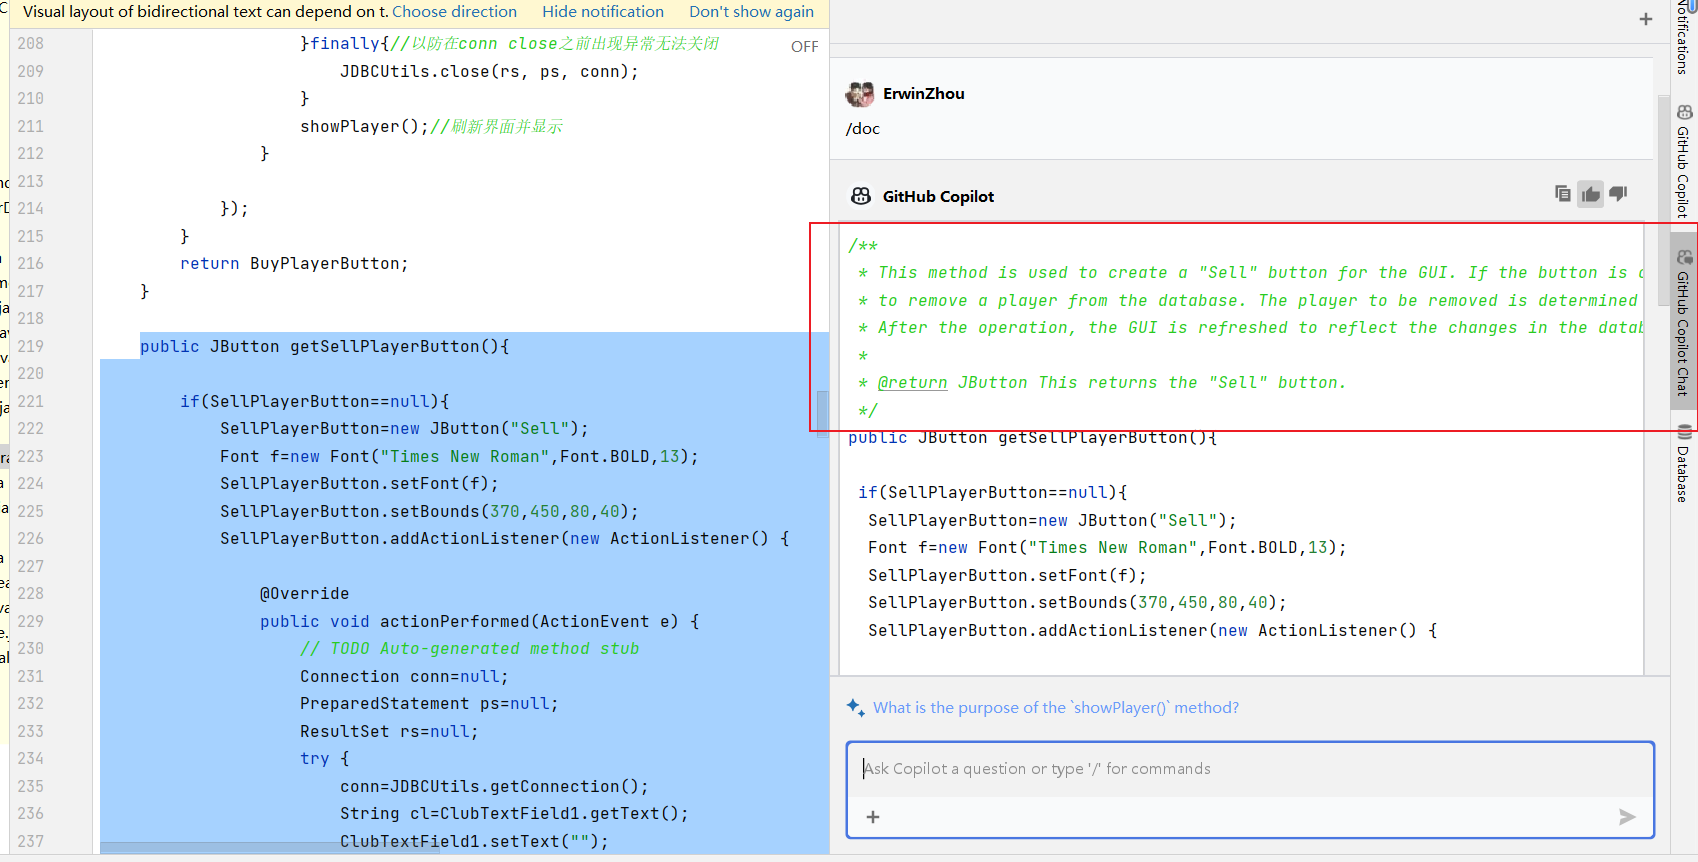 Visual layout of bidirectional text can depend on t. Choose direction Hide notification Don't show again
OFF
208 }finally{//以防在conn close之前出现异常无法关闭
209 JDBCUtils.close(rs, ps, conn);
210 }
211 showPlayer();//刷新界面并显示
212 }
213
214 });
215 }
216 return BuyPlayerButton;
217 }
218
219 public JButton getSellPlayerButton(){
220
221 if(SellPlayerButton==null){
222 SellPlayerButton=new JButton("Sell");
223 Font f=new Font("Times New Roman",Font.BOLD,13);
224 SellPlayerButton.setFont(f);
225 SellPlayerButton.setBounds(370,450,80,40);
226 SellPlayerButton.addActionListener(new ActionListener() {
227
228 @Override
229 public void actionPerformed(ActionEvent e) {
230 // TODO Auto-generated method stub
231 Connection conn=null;
232 PreparedStatement ps=null;
233 ResultSet rs=null;
234 try {
235 conn=JDBCUtils.getConnection();
236 String cl=ClubTextField1.getText();
237 ClubTextField1.setText("");
ErwinZhou
/doc
GitHub Copilot
/**
* This method is used to create a "Sell" button for the GUI. If the button is
* to remove a player from the database. The player to be removed is determined
* After the operation, the GUI is refreshed to reflect the changes in the datab
*
* @return JButton This returns the "Sell" button.
*/
public JButton getSellPlayerButton(){
if(SellPlayerButton==null){
SellPlayerButton=new JButton("Sell");
Font f=new Font("Times New Roman",Font.BOLD,13);
SellPlayerButton.setFont(f);
SellPlayerButton.setBounds(370,450,80,40);
SellPlayerButton.addActionListener(new ActionListener() {
What is the purpose of the `showPlayer()` method?
Ask Copilot a question or type '/' for commands
Notifications
GitHub Copilot
GitHub Copilot Chat
Database